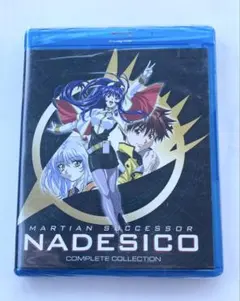 MARTIAN SUCCESSOR
NADESICO
COMPLETE COLLECTION